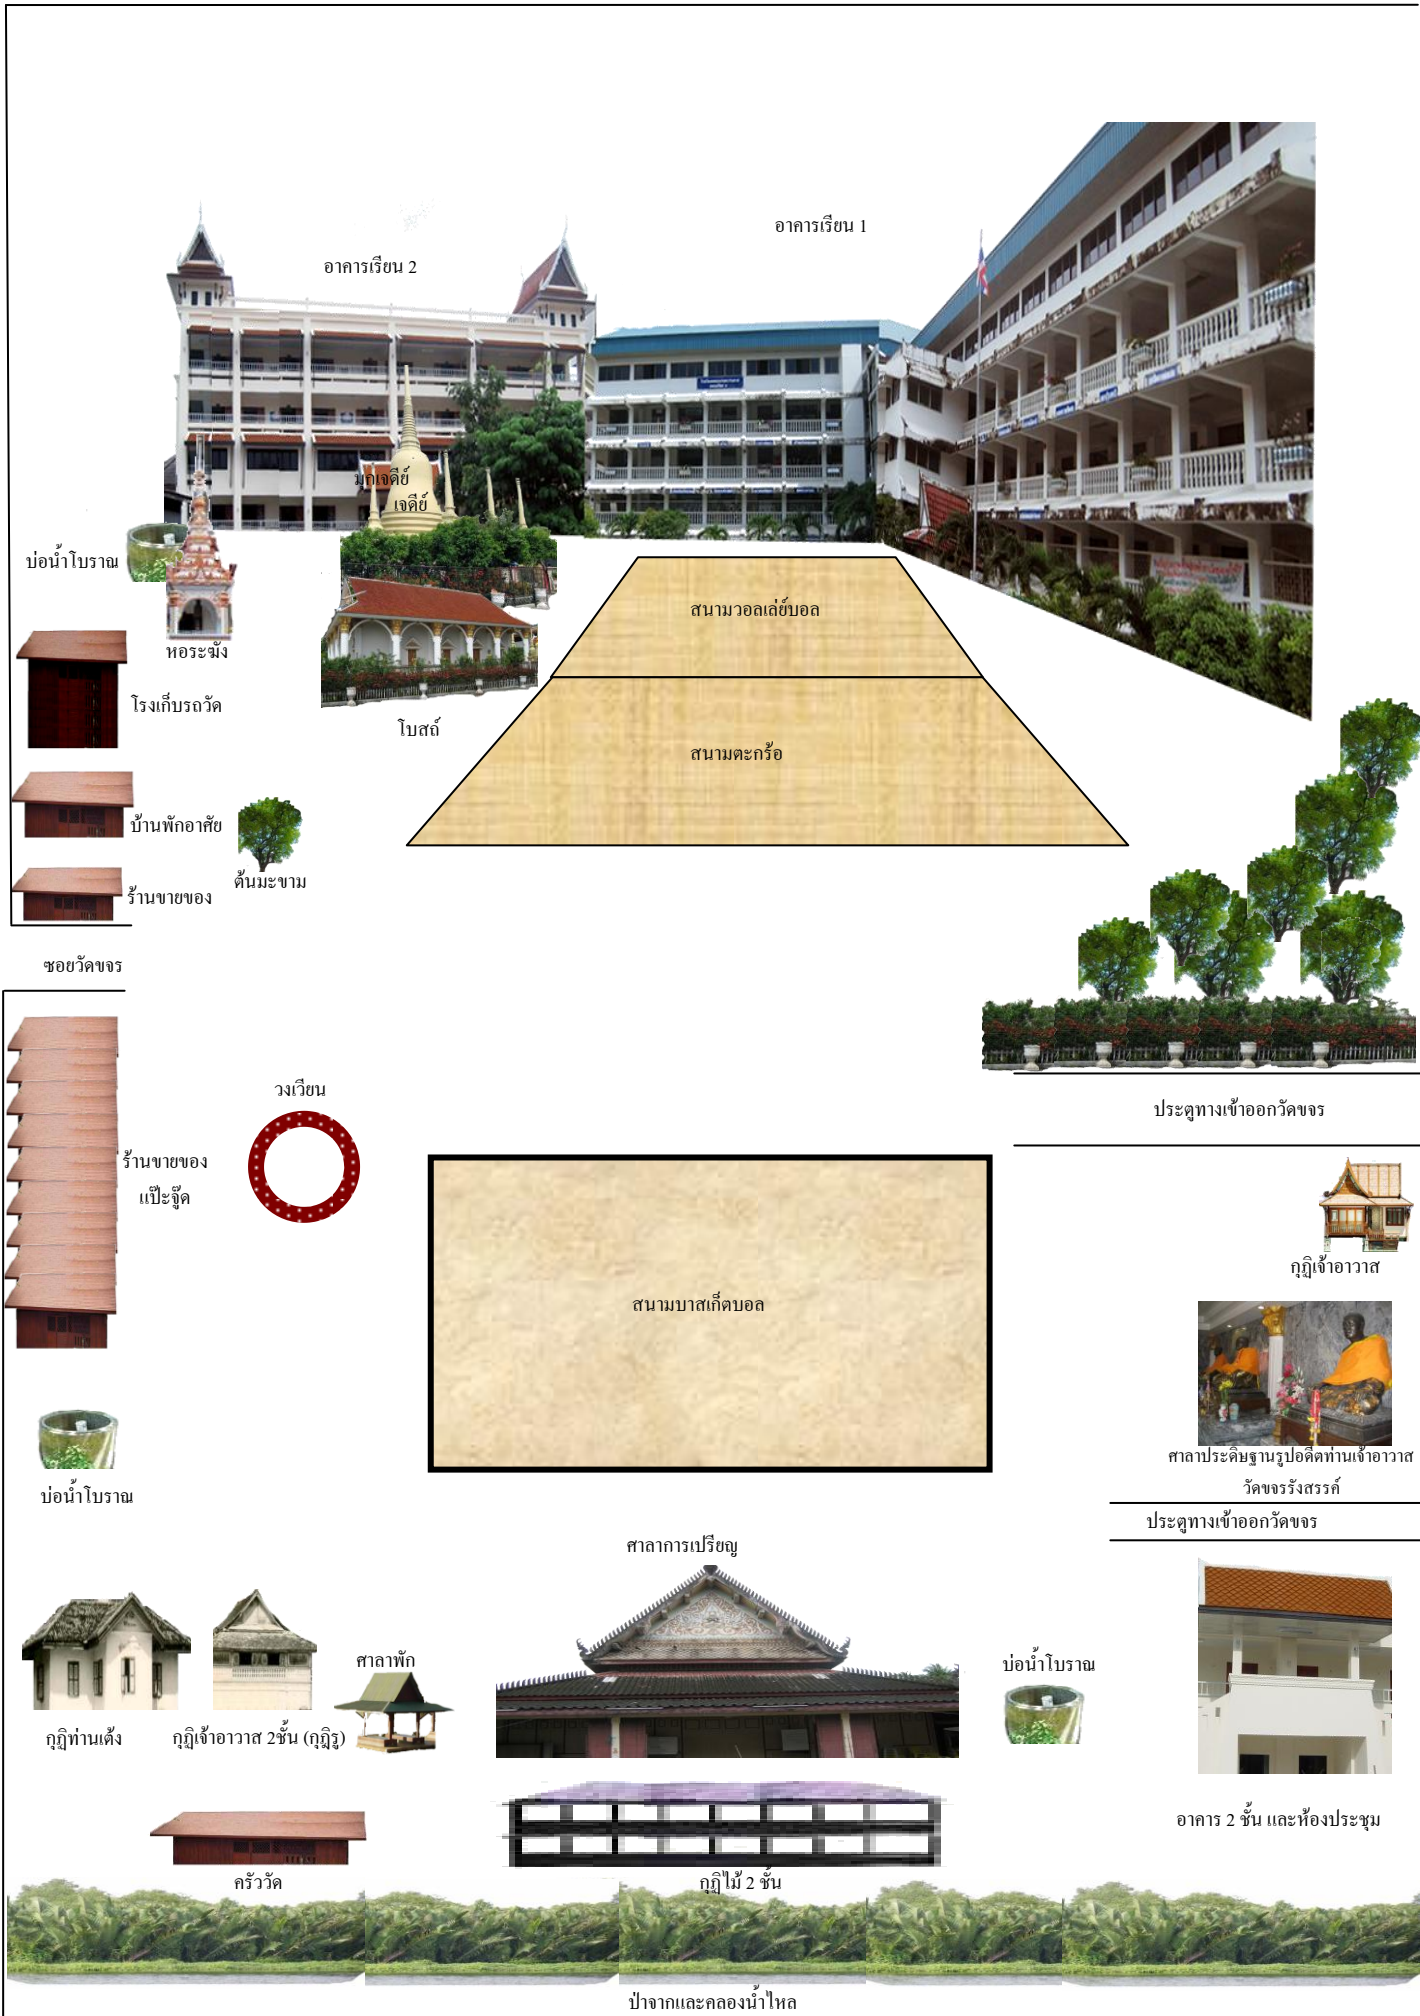 อาคารเรียน 1
อาคารเรียน 2
มุกเจดีย์
เจดีย์
บ่อน้ำโบราณ
หอระฆัง
สนามวอลเล่ย์บอล
โรงเก็บรถวัด
โบสถ์
สนามตะกร้อ
บ้านพักอาศัย
ต้นมะขาม
ร้านขายของ
ซอยวัดขจร
วงเวียน
ประตูทางเข้าออกวัดขจร
ร้านขายของ
แป๊ะจู๊ด
กุฏิเจ้าอาวาส
สนามบาสเก็ตบอล
ศาลาประดิษฐานรูปอดีตท่านเจ้าอาวาส
วัดขจรรังสรรค์
บ่อน้ำโบราณ
ประตูทางเข้าออกวัดขจร
ศาลาการเปรียญ
ศาลาพัก
บ่อน้ำโบราณ
กุฏิท่านเต้ง
กุฏิเจ้าอาวาส 2ชั้น (กุฏิรู)
อาคาร 2 ชั้น และห้องประชุม
ครัววัด
กุฏิไม้ 2 ชั้น
ป่าจากและคลองน้ำไหล